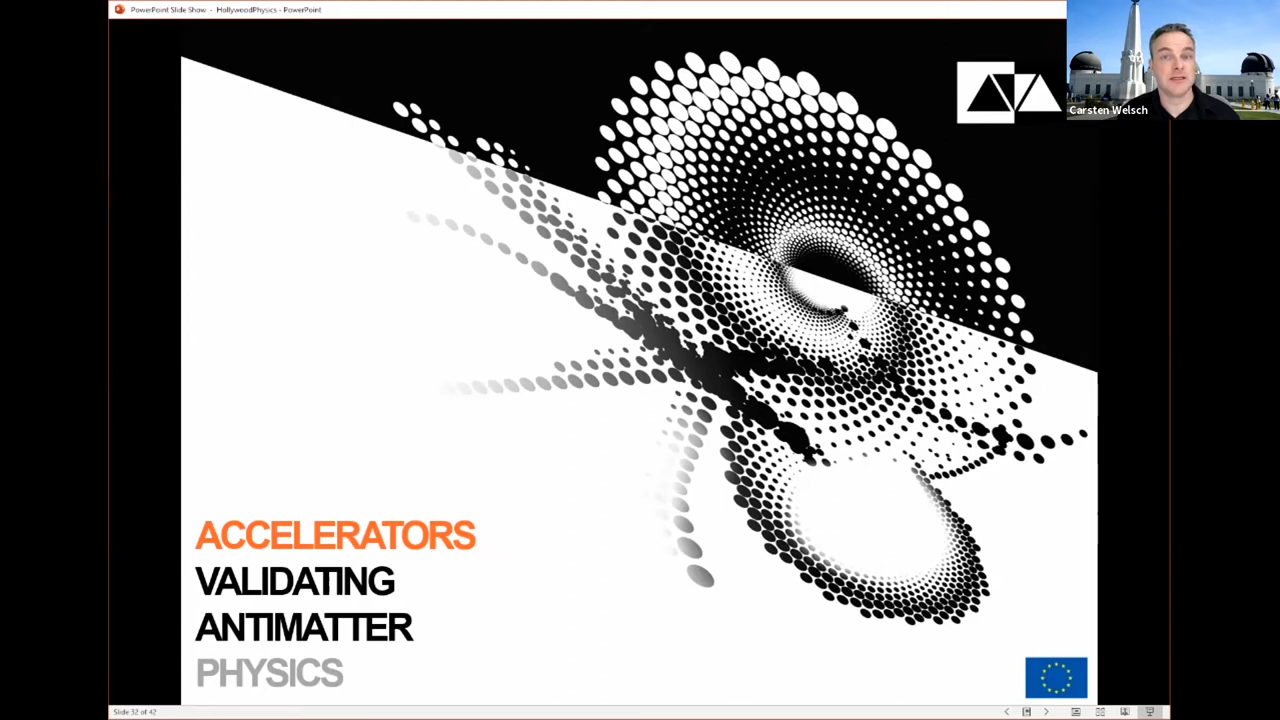 PowerPoint Slide Show - HollywoodPhysics - PowerPoint
Carsten Welsch
ACCELERATORS
VALIDATING
ANTIMATTER
PHYSICS
Slide 32 of 42